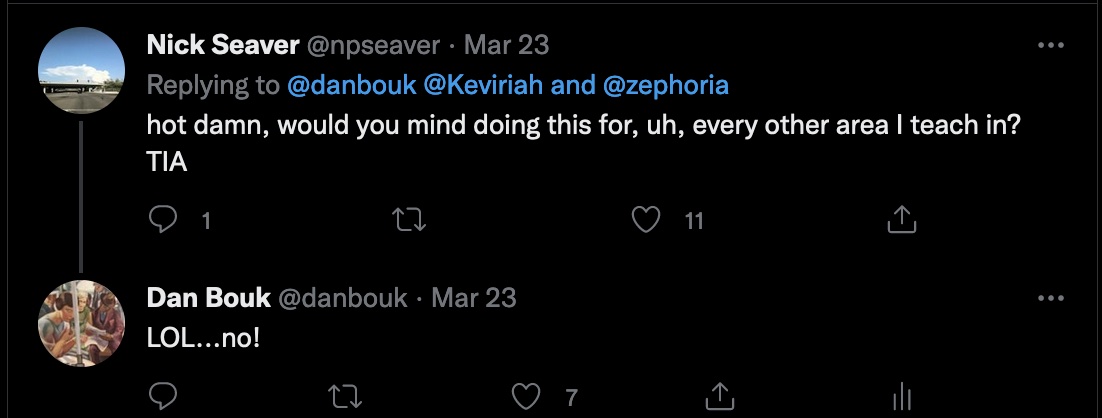 Nick Seaver @npseaver · Mar 23
Replying to @danbouk @Keviriah and @zephoria
hot damn, would you mind doing this for, uh, every other area I teach in?
TIA
1 11
Dan Bouk @danbouk · Mar 23
LOL...no!
7